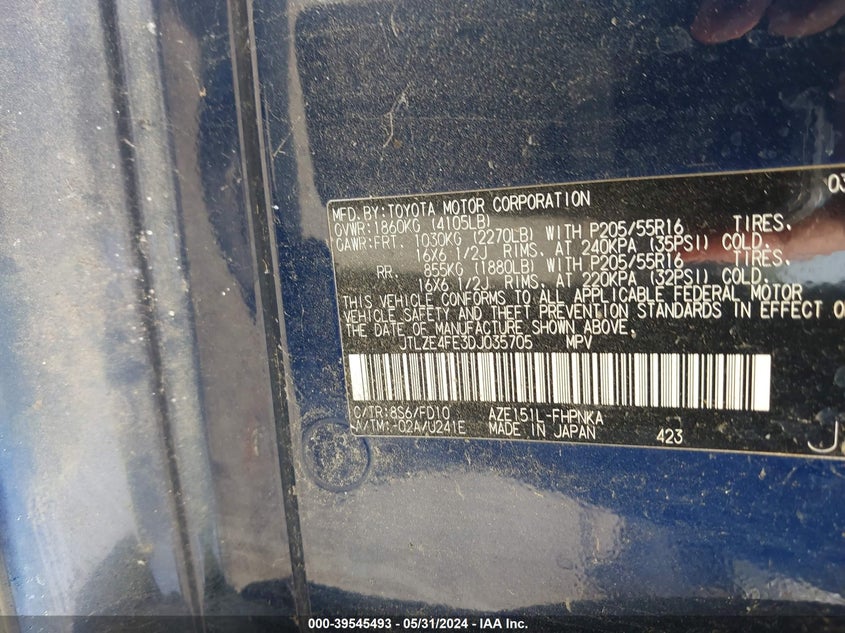 03
MFD. BY: TOYOTA MOTOR CORPORATION
GVWR: 1860KG (4105LB)
GAWR: FRT. 1030KG (2270LB) WITH P205/55R16 TIRES.
16X6 1/2J RIMS. AT 240KPA (35PSI) COLD.
RR. 855KG (1880LB) WITH P205/55R16 TIRES.
16X6 1/2J RIMS. AT 220KPA (32PSI) COLD.
THIS VEHICLE CONFORMS TO ALL APPLICABLE FEDERAL MOTOR
VEHICLE SAFETY AND THEFT PREVENTION STANDARDS IN EFFECT O
THE DATE OF MANUFACTURE SHOWN ABOVE.
JTLZE4FE3DJ035705 MPV
C/TR: 8S6/FD10 AZE151L-FHPNKA
A/TM: -02A/U241E MADE IN JAPAN 423
000-39545493 - 05/31/2024 - IAA Inc.